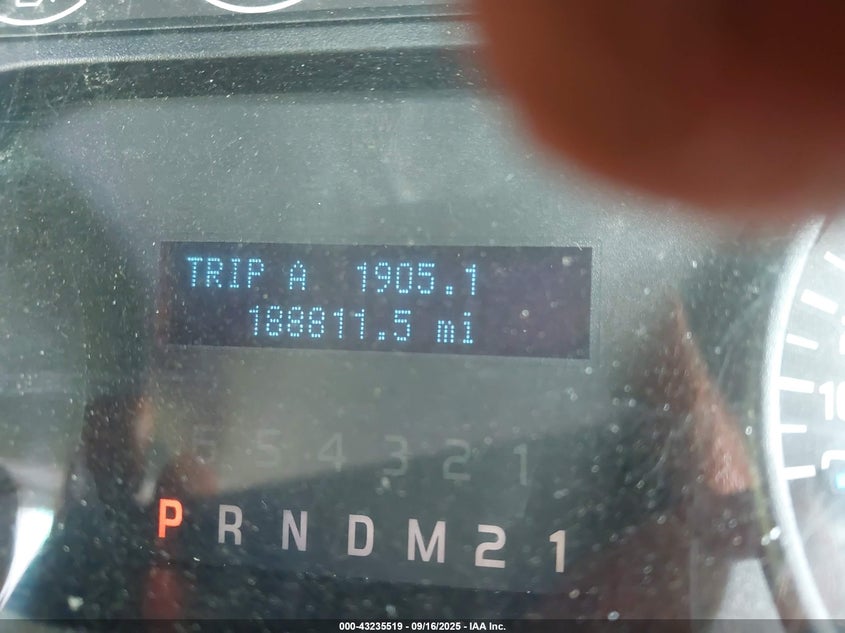 TRIP A 1905.1
188811.5 mi
6 5 4 3 2 1
P R N D M 2 1
000-43235519 - 09/16/2025 - IAA Inc.